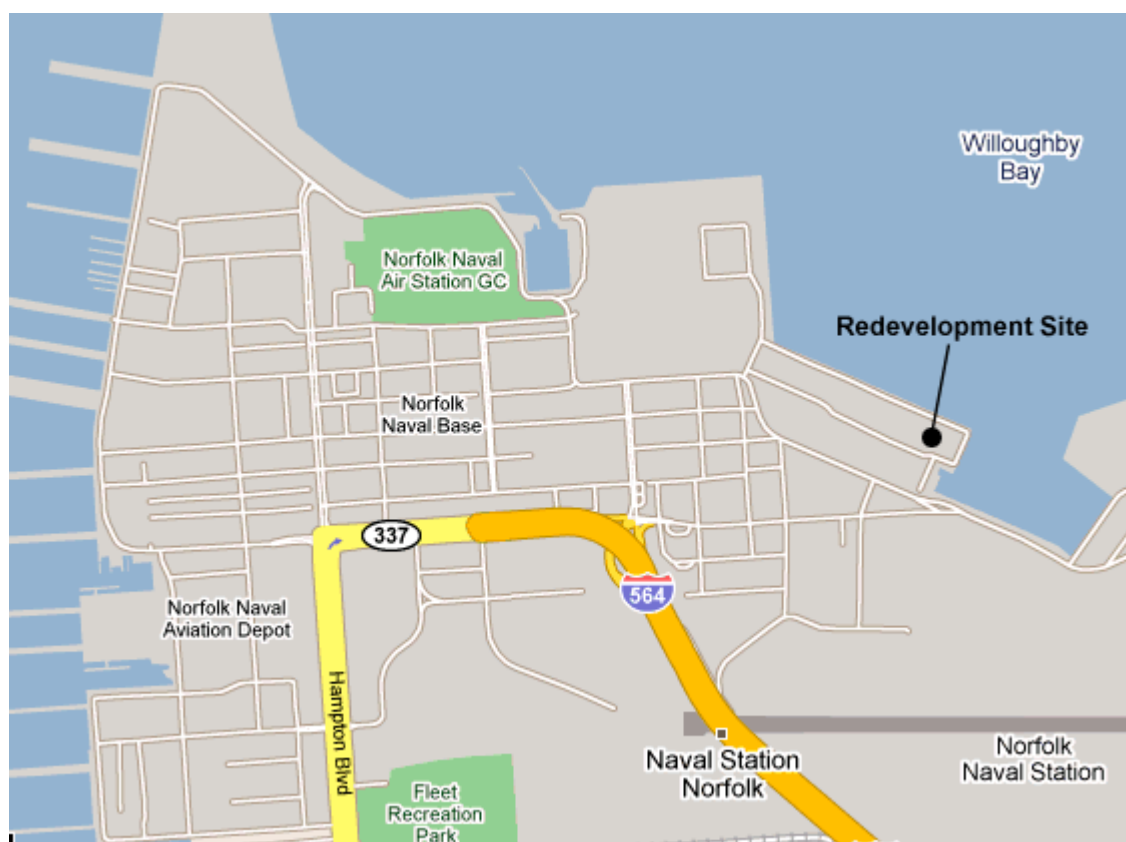 Willoughby
Bay
Norfolk Naval
Air Station GC
Redevelopment Site
Norfolk
Naval Base
337
564
Norfolk Naval
Aviation Depot
Hampton Blvd
Naval Station
Norfolk
Norfolk
Naval Station
Fleet
Recreation
Park